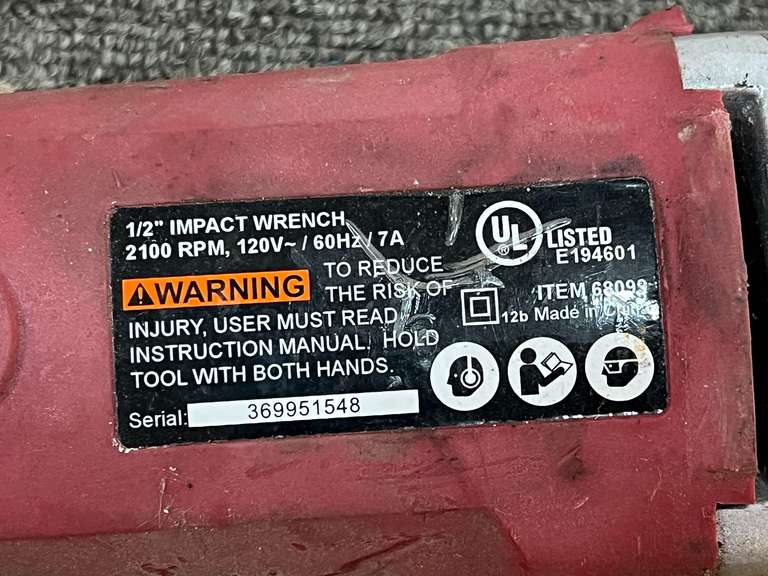 1/2" IMPACT WRENCH
2100 RPM, 120V~ / 60Hz / 7A
UL LISTED
E194601
⚠WARNING TO REDUCE
THE RISK OF
INJURY, USER MUST READ
INSTRUCTION MANUAL. HOLD
TOOL WITH BOTH HANDS.
ITEM 68099
12b Made in China
Serial: 369951548